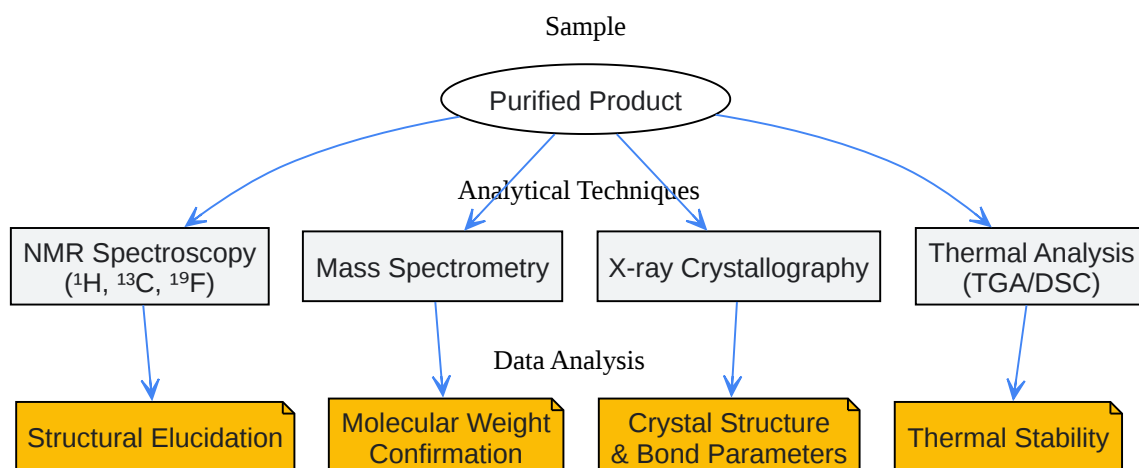 Sample
Purified Product
Analytical Techniques
NMR Spectroscopy
(¹H, ¹³C, ¹⁹F)
Mass Spectrometry
X-ray Crystallography
Thermal Analysis
(TGA/DSC)
Data Analysis
Structural Elucidation
Molecular Weight
Confirmation
Crystal Structure
& Bond Parameters
Thermal Stability